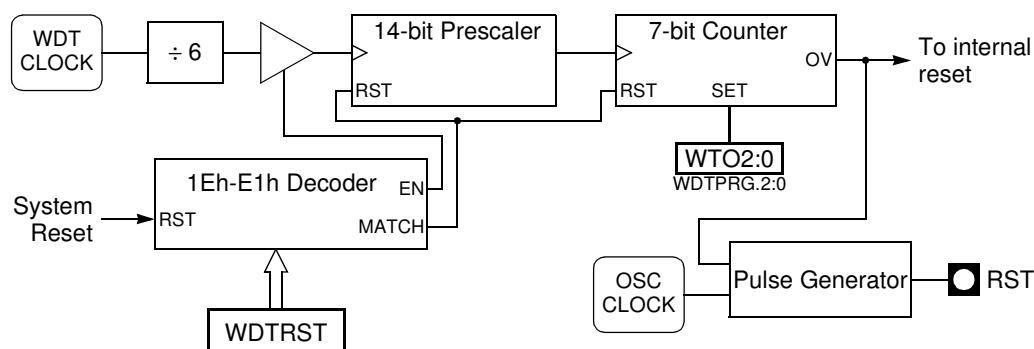 WDT
CLOCK
÷ 6
14-bit Prescaler
RST
7-bit Counter
OV
RST
SET
To internal
reset
WTO2:0
WDTPRG.2:0
1Eh-E1h Decoder
EN
RST
MATCH
System
Reset
WDTRST
OSC
CLOCK
Pulse Generator
RST